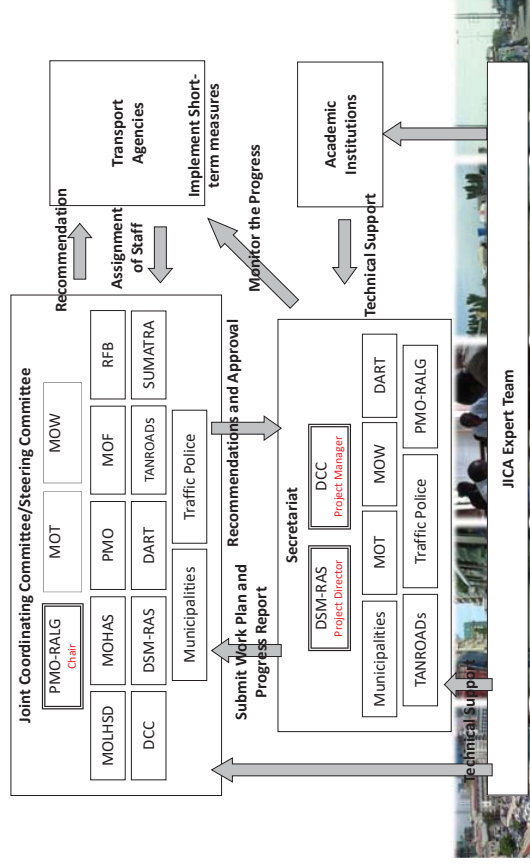 Joint Coordinating Committee/Steering Committee
PMO-RALG
Chair
MOT
MOW
MOLHSD
MOHAS
PMO
MOF
RFB
DCC
DSM-RAS
DART
TANROADs
SUMATRA
Municipalities
Traffic Police
Recommendation
Assignment
of Staff
Transport
Agencies
Implement Short-
term measures
Submit Work Plan and
Progress Report
Recommendations and Approval
Monitor the Progress
Secretariat
DSM-RAS
Project Director
DCC
Project Manager
Municipalities
MOT
MOW
DART
TANROADs
Traffic Police
PMO-RALG
Technical Support
Academic
Institutions
Technical Support
JICA Expert Team